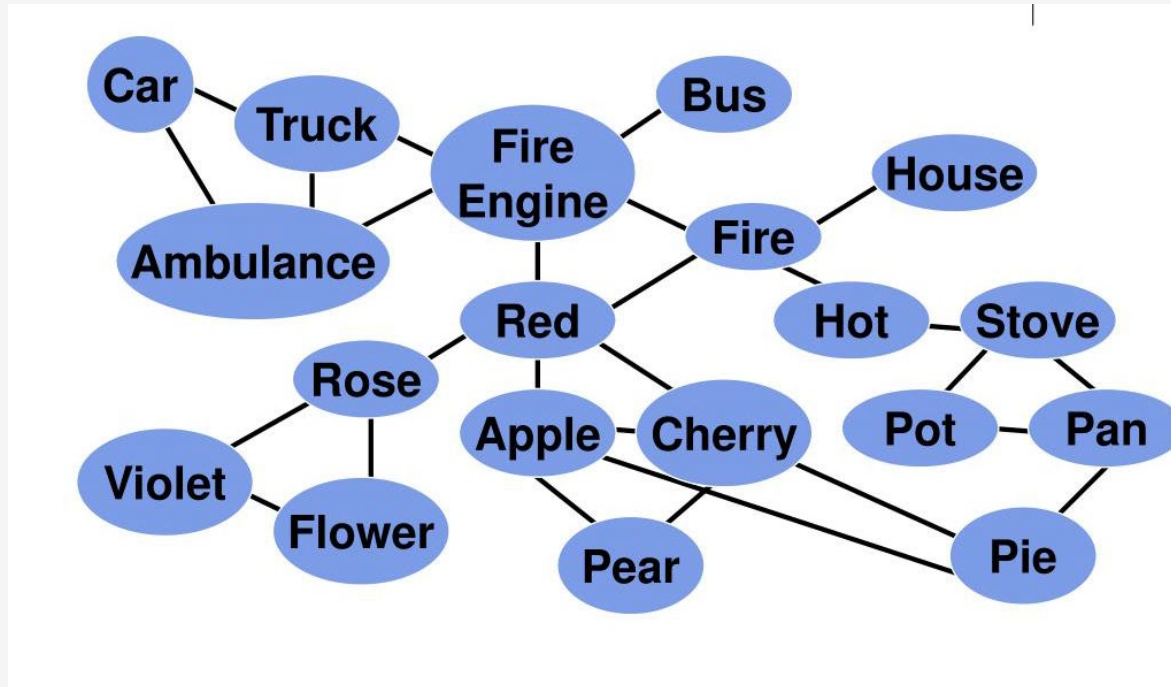 Car
Truck
Fire
Engine
Bus
House
Ambulance
Fire
Red
Hot
Stove
Rose
Apple
Cherry
Pot
Pan
Violet
Flower
Pear
Pie